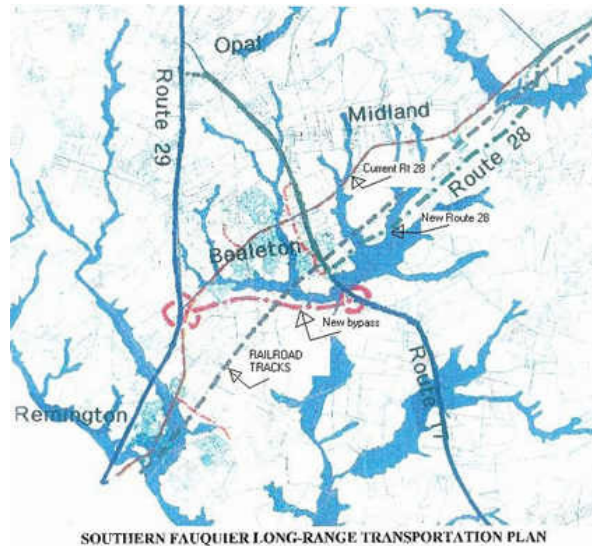 Opal
Route 29
Midland
Current Rt 28
Route 28
New Route 28
Bealeton
New bypass
RAILROAD
TRACKS
Route 17
Remington
SOUTHERN FAUQUIER LONG-RANGE TRANSPORTATION PLAN